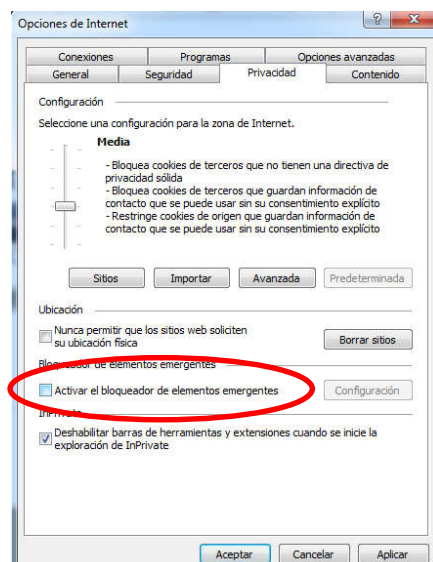 Opciones de Internet
Conexiones Programas Opciones avanzadas
General Seguridad Privacidad Contenido
Configuración
Seleccione una configuración para la zona de Internet.
Media
- Bloquea cookies de terceros que no tienen una directiva de
privacidad sólida
- Bloquea cookies de terceros que guardan información de
contacto que se puede usar sin su consentimiento explícito
- Restringe cookies de origen que guardan información de
contacto que se puede usar sin su consentimiento explícito
Sitios Importar Avanzada Predeterminada
Ubicación
Nunca permitir que los sitios web soliciten
su ubicación física
Borrar sitios
Bloqueador de elementos emergentes
Activar el bloqueador de elementos emergentes Configuración
InPrivate
Deshabilitar barras de herramientas y extensiones cuando se inicie la
exploración de InPrivate
Aceptar Cancelar Aplicar